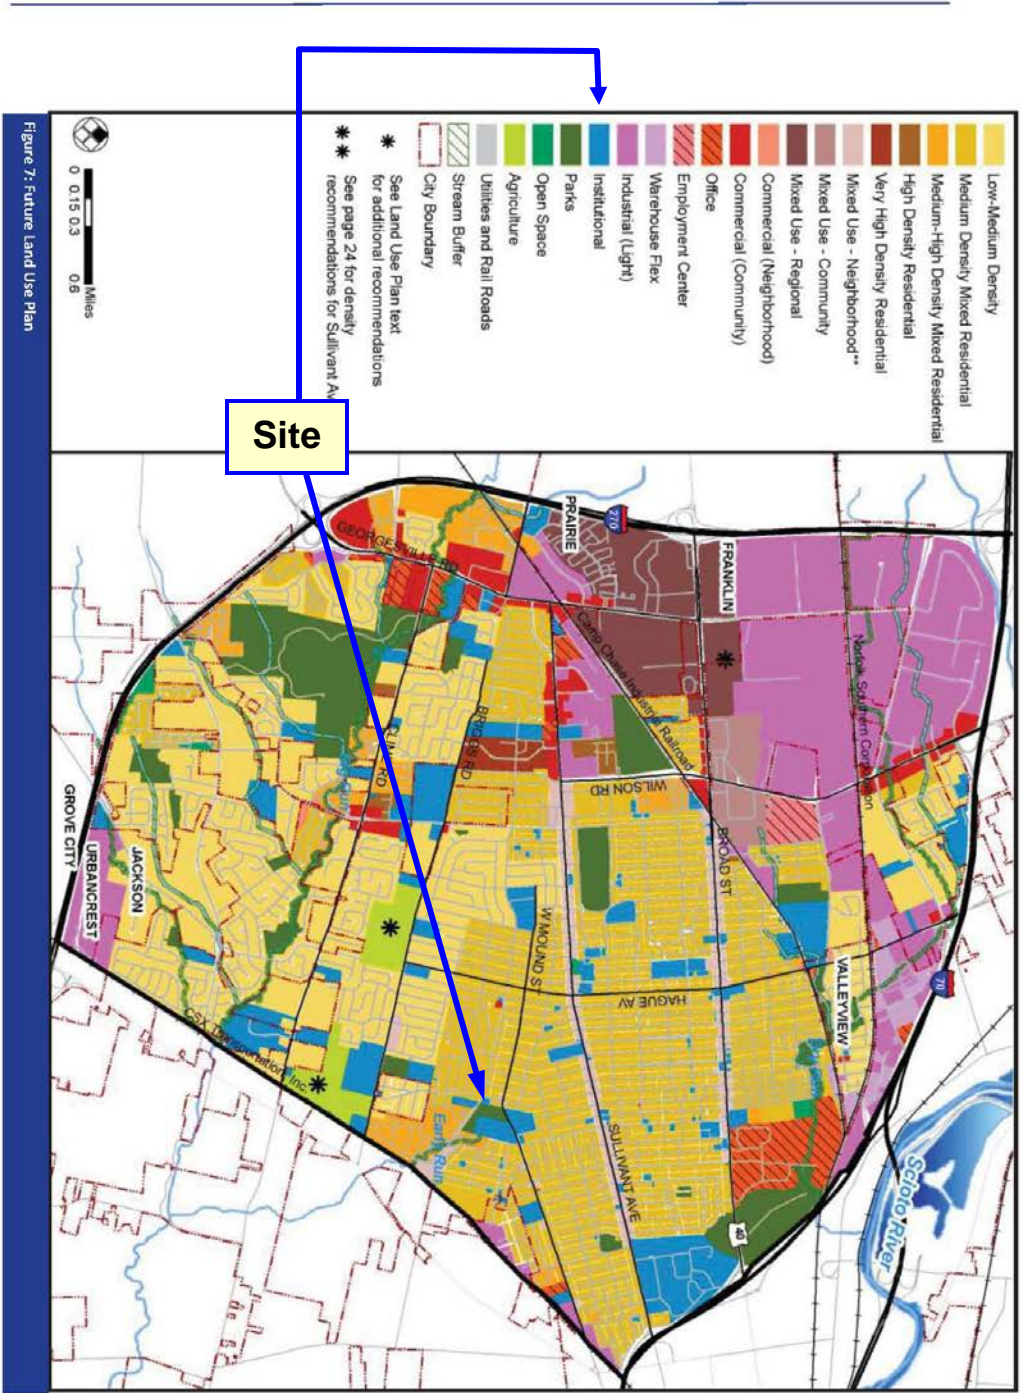 Low-Medium Density
Medium Density Mixed Residential
Medium-High Density Mixed Residential
High Density Residential
Very High Density Residential
Mixed Use - Neighborhood**
Mixed Use - Community
Mixed Use - Regional
Commercial (Neighborhood)
Commercial (Community)
Office
Employment Center
Warehouse Flex
Industrial (Light)
Institutional
Parks
Open Space
Agriculture
Utilities and Rail Roads
Stream Buffer
City Boundary
* See Land Use Plan text
for additional recommendations
** See page 24 for density
recommendations for Sullivant Av
0 0.15 0.3 0.6
Miles
Site
PRAIRIE
270
FRANKLIN
GEORGESVILLE RD
Camp Chase Industrial Railroad
Norfolk Southern Corporation
*
BRIGGS RD
CLIME RD
WILSON RD
BROAD ST
GROVE CITY
URBANCREST
JACKSON
*
W MOUND ST
HAGUE AV
VALLEYVIEW
70
CSX Transportation, Inc.
*
SULLIVANT AVE
Scioto River
40
Figure 7: Future Land Use Plan